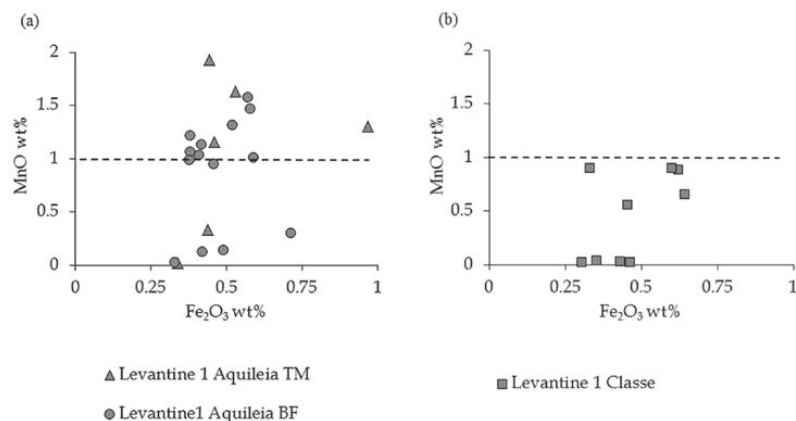 (a)
2
1.5
1
0.5
0
MnO wt%
0 0.25 0.5 0.75 1
Fe₂O₃ wt%
▲ Levantine 1 Aquileia TM
● Levantine1 Aquileia BF
(b)
2
1.5
1
0.5
0
MnO wt%
0 0.25 0.5 0.75 1
Fe₂O₃ wt%
■ Levantine 1 Classe